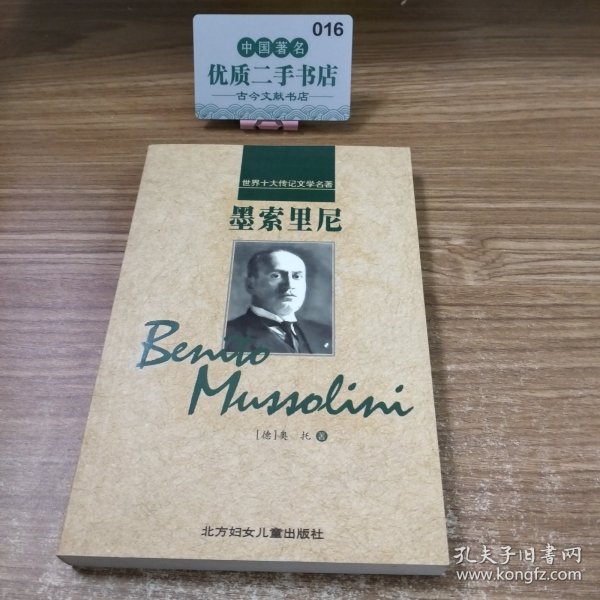 016
中国著名
优质二手书店
古今文献书店
世界十大传记文学名著
墨索里尼
Benito
Mussolini
[德]奥 托 著
北方妇女儿童出版社
孔夫子旧书网
www.kongfz.com